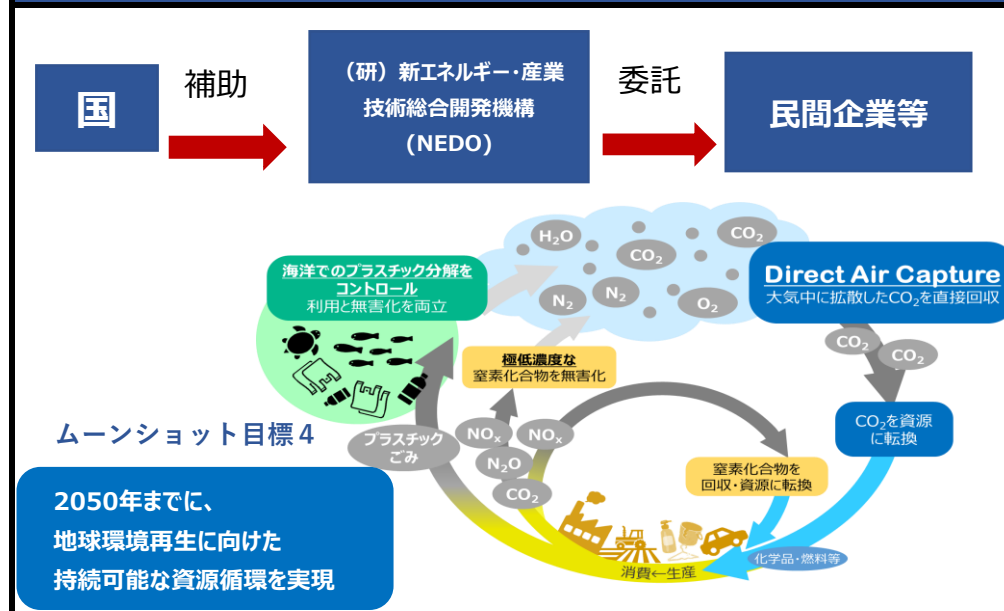 国
補助
（研）新エネルギー・産業
技術総合開発機構
(NEDO)
委託
民間企業等
H₂O
CO₂
CO₂
N₂
N₂
O₂
海洋でのプラスチック分解を
コントロール
利用と無害化を両立
Direct Air Capture
大気中に拡散したCO₂を直接回収
CO₂
CO₂
極低濃度な
窒素化合物を無害化
CO₂を資源
に転換
ムーンショット目標４
プラスチック
ごみ
NOₓ
NOₓ
N₂O
CO₂
窒素化合物を
回収・資源に転換
2050年までに、
地球環境再生に向けた
持続可能な資源循環を実現
消費←生産
化学品・燃料等